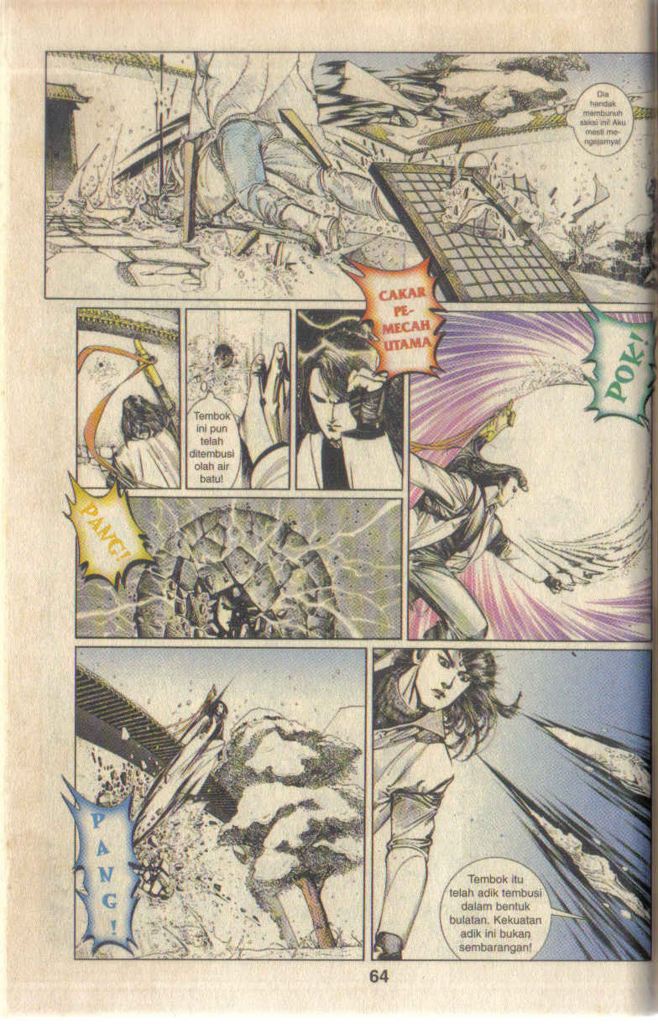 Dia
hendak
membunuh
saksi ini! Aku
mesti me-
ngejarnya!
CAKAR
PE-
MECAH
UTAMA
POK!
Tembok
ini pun
telah
ditembusi
olah air
batu!
PANG!
PANG!
Tembok itu
telah adik tembusi
dalam bentuk
bulatan. Kekuatan
adik ini bukan
sembarangan!
64